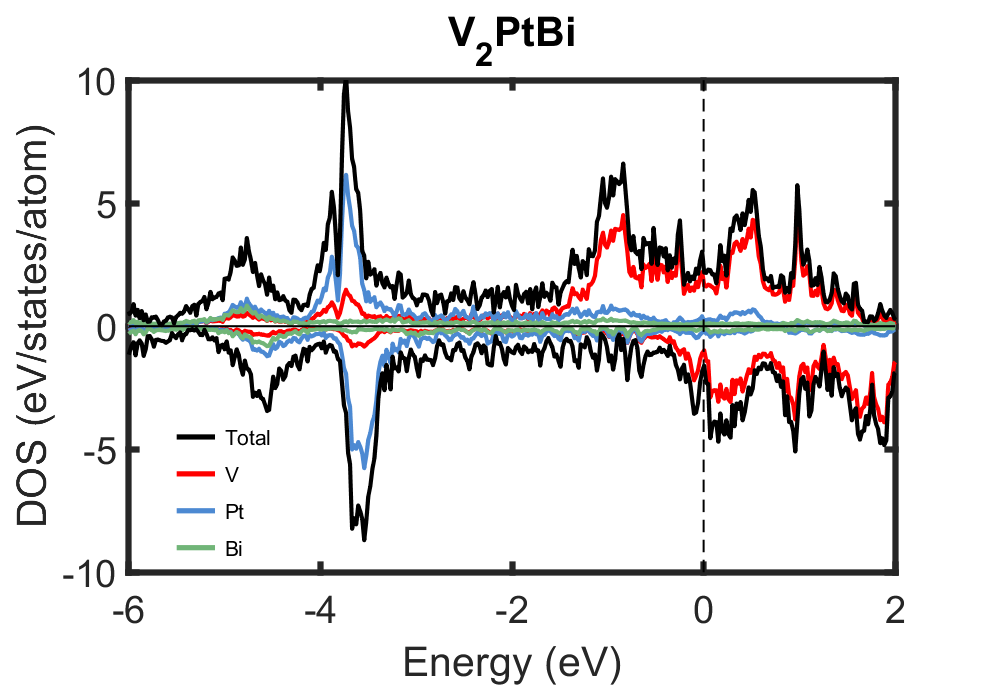 V₂PtBi
10
5
0
-5
-10
DOS (eV/states/atom)
Total
V
Pt
Bi
-6
-4
-2
0
2
Energy (eV)